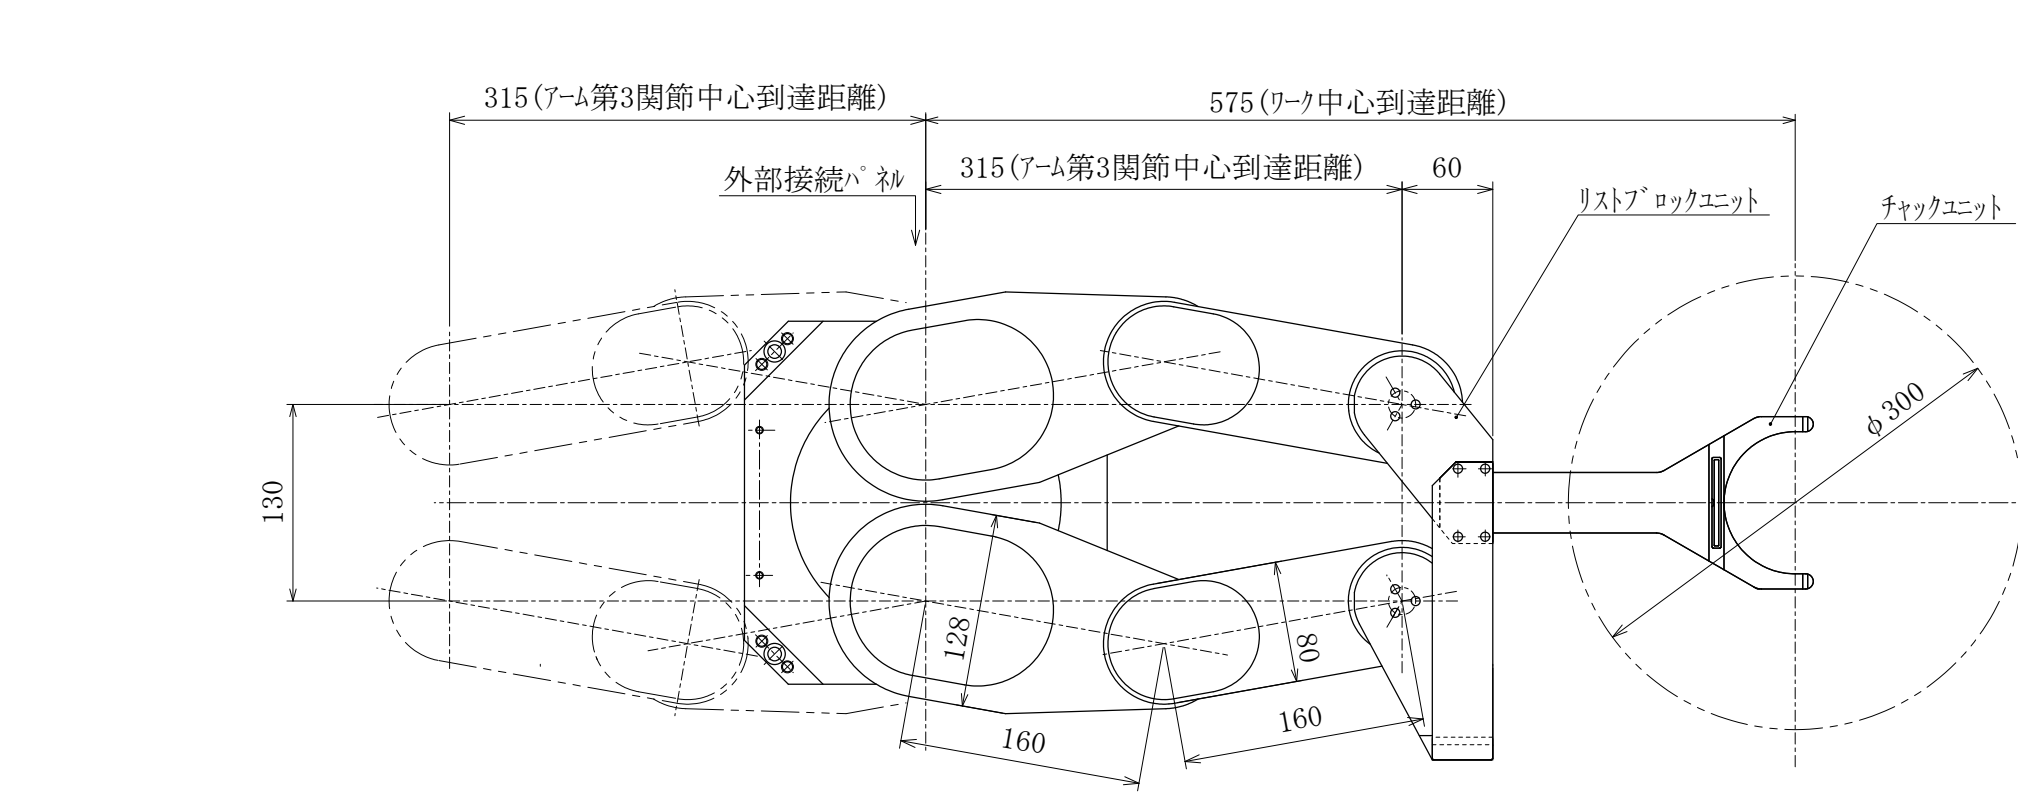 315(ｱｰﾑ第3関節中心到達距離)
575(ﾜｰｸ中心到達距離)
315(ｱｰﾑ第3関節中心到達距離)
60
外部接続ﾊﾟﾈﾙ
ﾘｽﾄﾌﾞﾛｯｸﾕﾆｯﾄ
ﾁｬｯｸﾕﾆｯﾄ
φ300
130
128
80
160
160